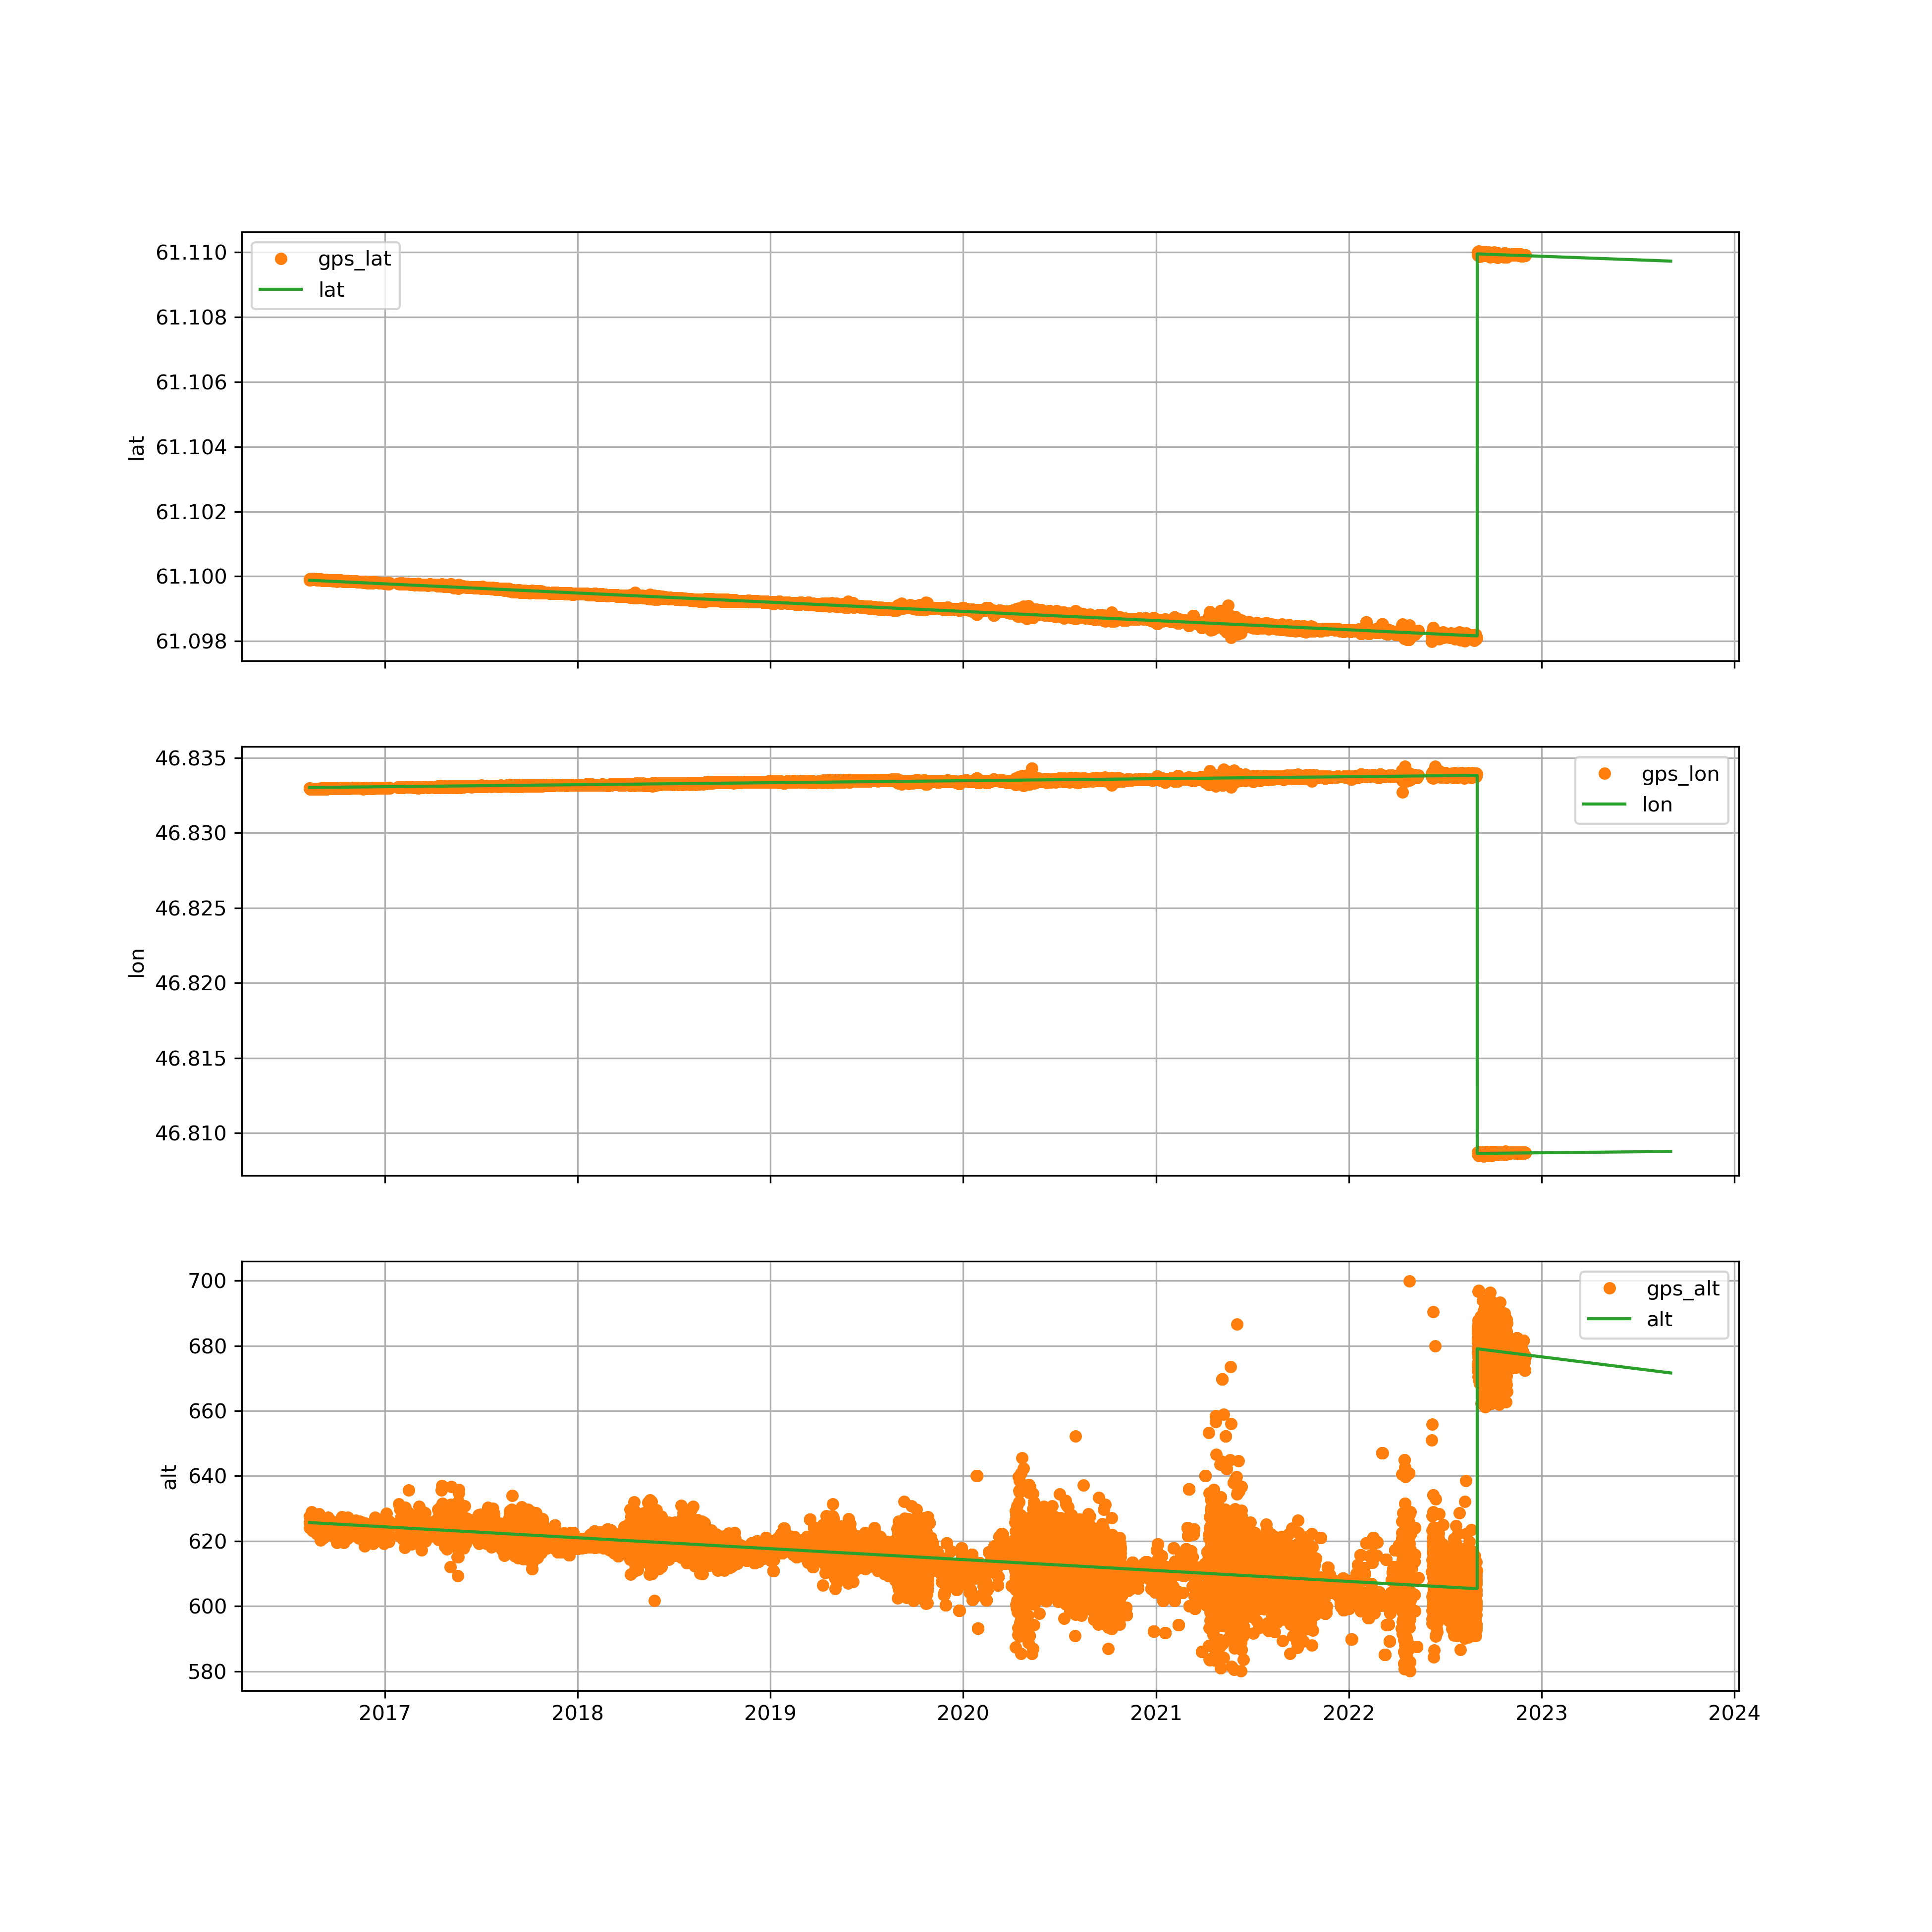 61.110
61.108
61.106
61.104
61.102
61.100
61.098
lat
gps_lat
lat
46.835
46.830
46.825
46.820
46.815
46.810
lon
gps_lon
lon
700
680
660
640
620
600
580
alt
gps_alt
alt
2017 2018 2019 2020 2021 2022 2023 2024